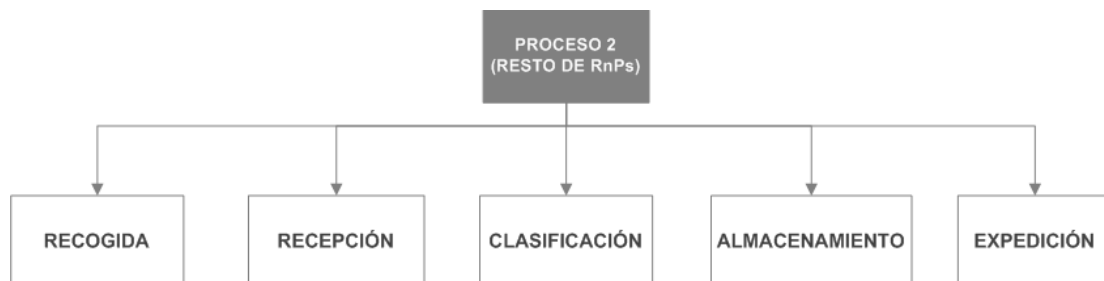 PROCESO 2
(RESTO DE RnPs)
RECOGIDA
RECEPCIÓN
CLASIFICACIÓN
ALMACENAMIENTO
EXPEDICIÓN